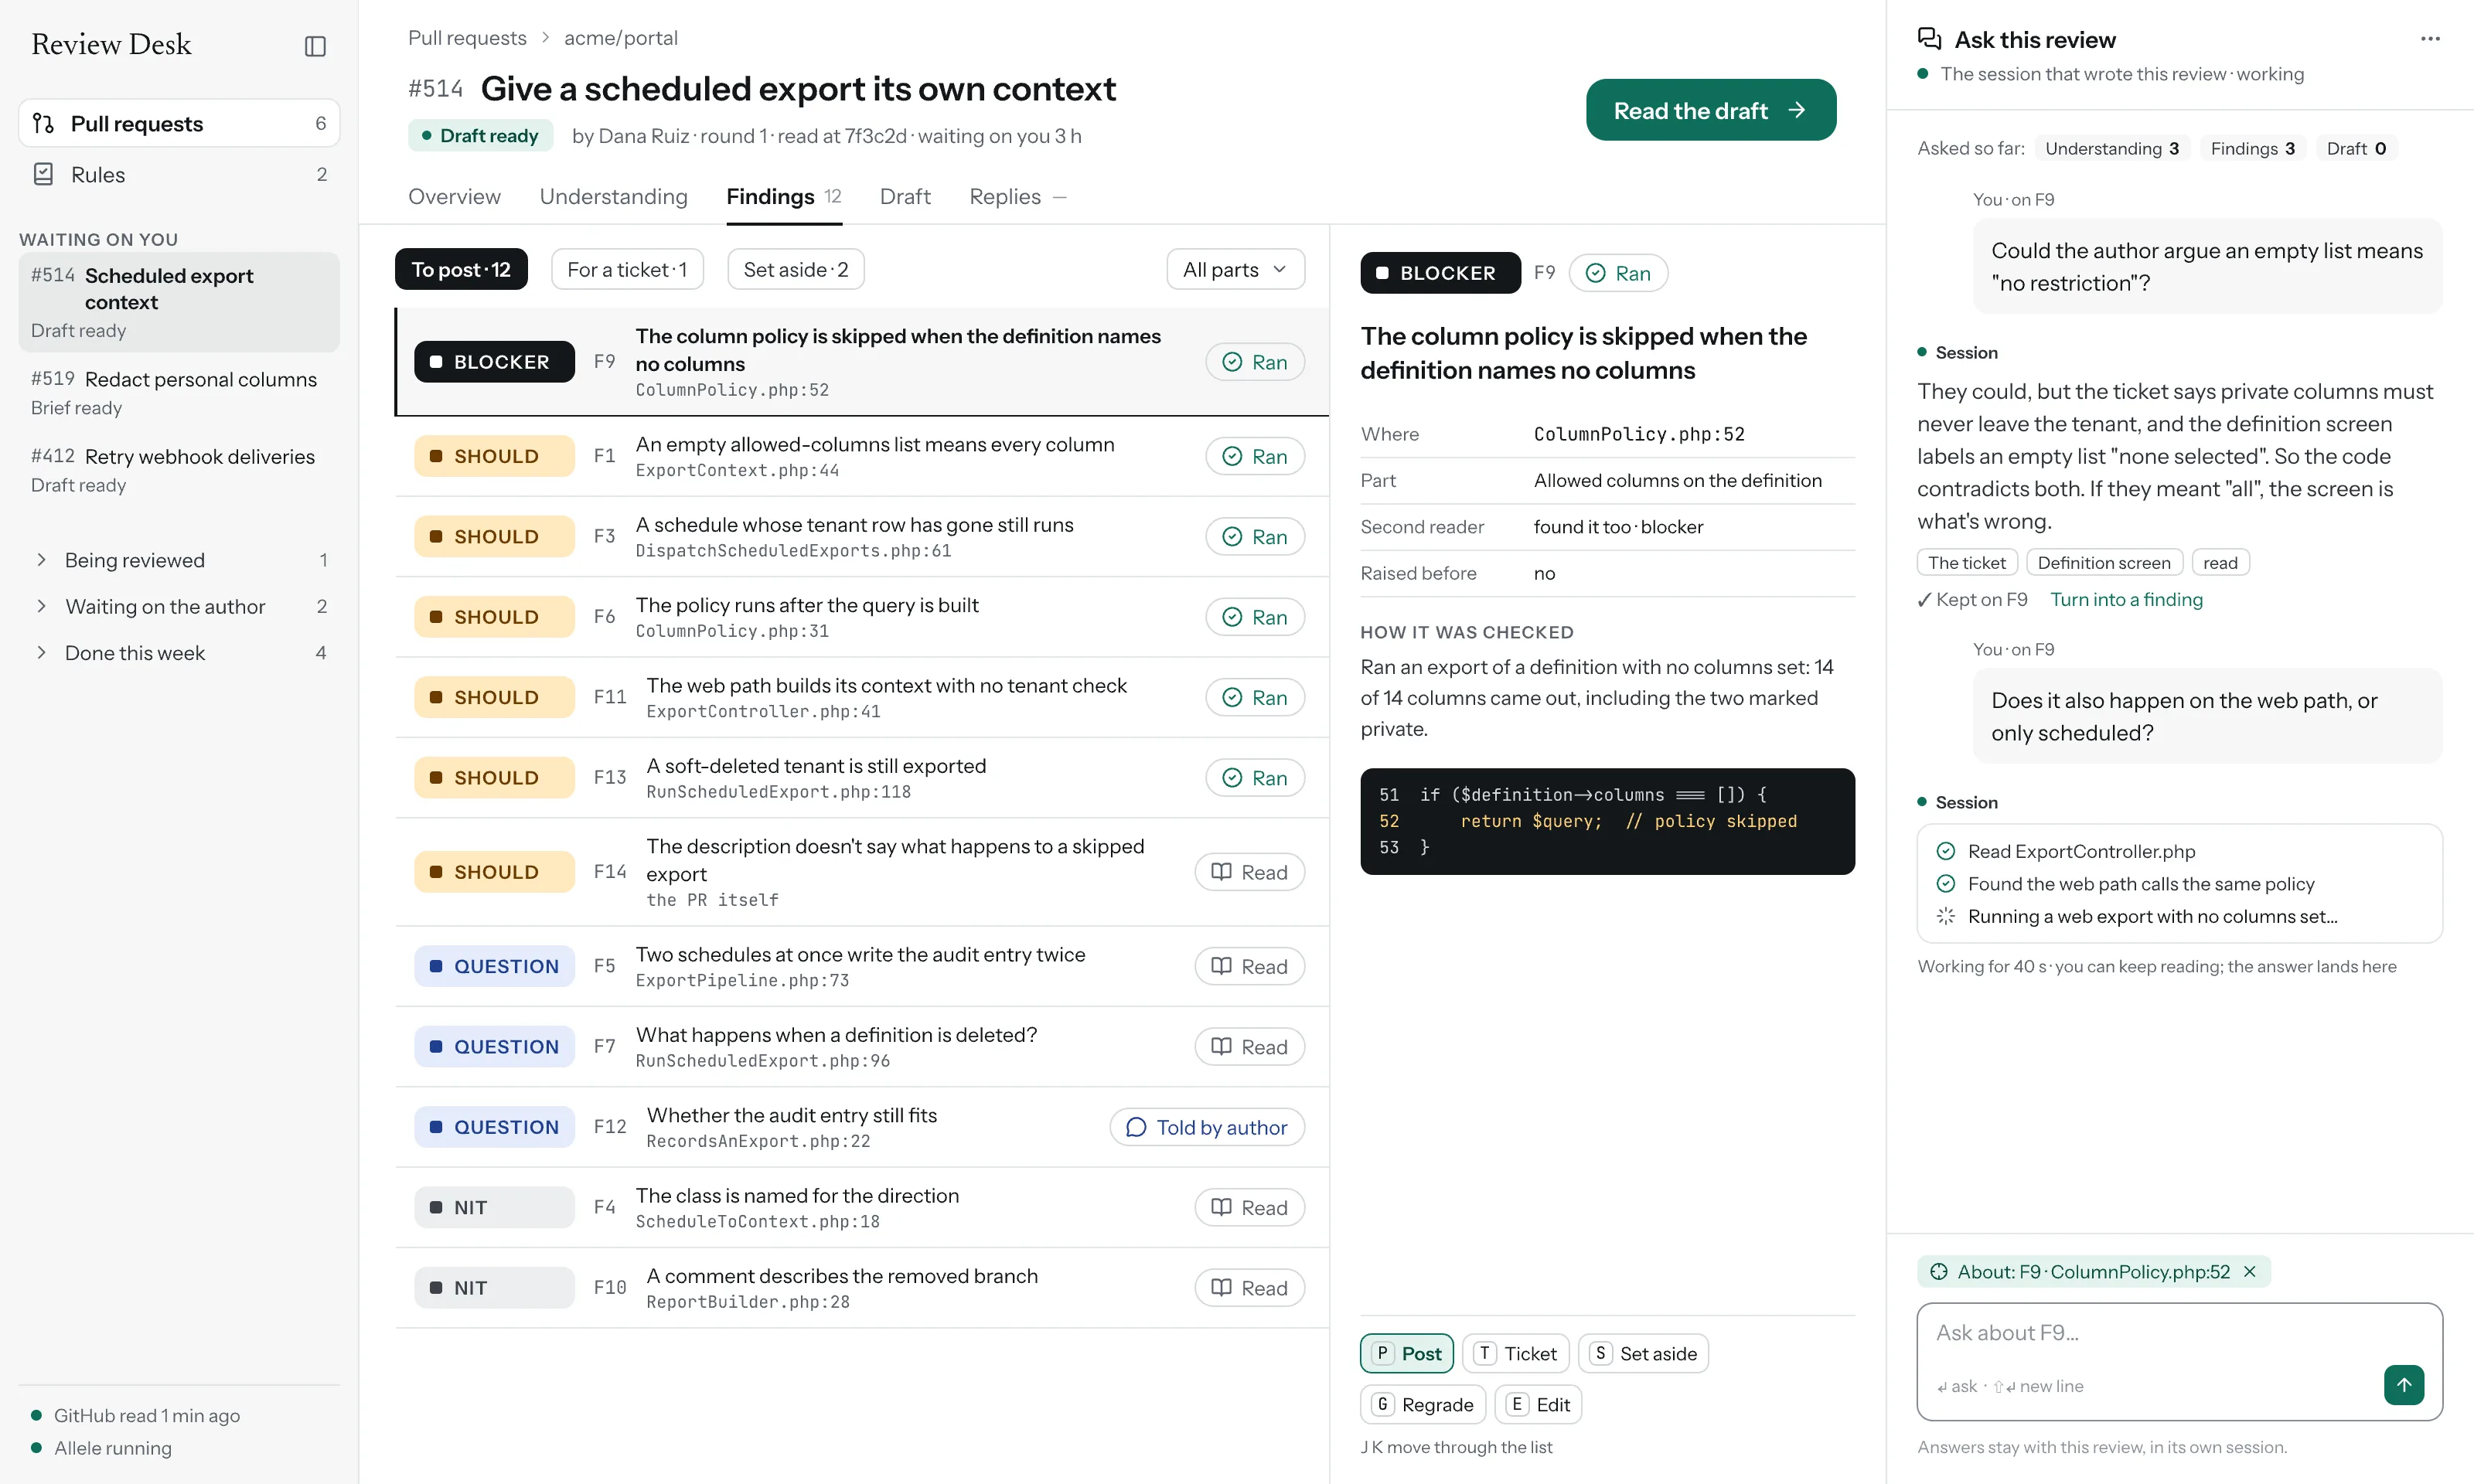 Review Desk
Pull requests 6
Rules 2
WAITING ON YOU
#514 Scheduled export
context
Draft ready
#519 Redact personal columns
Brief ready
#412 Retry webhook deliveries
Draft ready
Being reviewed 1
Waiting on the author 2
Done this week 4
GitHub read 1 min ago
Allele running
Pull requests > acme/portal
#514 Give a scheduled export its own context
Draft ready by Dana Ruiz · round 1 · read at 7f3c2d · waiting on you 3 h
Read the draft →
Overview Understanding Findings 12 Draft Replies —
To post · 12 For a ticket · 1 Set aside · 2 All parts
BLOCKER F9 The column policy is skipped when the definition names
no columns
ColumnPolicy.php:52
Ran
SHOULD F1 An empty allowed-columns list means every column
ExportContext.php:44
Ran
SHOULD F3 A schedule whose tenant row has gone still runs
DispatchScheduledExports.php:61
Ran
SHOULD F6 The policy runs after the query is built
ColumnPolicy.php:31
Ran
SHOULD F11 The web path builds its context with no tenant check
ExportController.php:41
Ran
SHOULD F13 A soft-deleted tenant is still exported
RunScheduledExport.php:118
Ran
SHOULD F14 The description doesn't say what happens to a skipped
export
the PR itself
Read
QUESTION F5 Two schedules at once write the audit entry twice
ExportPipeline.php:73
Read
QUESTION F7 What happens when a definition is deleted?
RunScheduledExport.php:96
Read
QUESTION F12 Whether the audit entry still fits
RecordsAnExport.php:22
Told by author
NIT F4 The class is named for the direction
ScheduleToContext.php:18
Read
NIT F10 A comment describes the removed branch
ReportBuilder.php:28
Read
BLOCKER F9 Ran
The column policy is skipped when the
definition names no columns
Where ColumnPolicy.php:52
Part Allowed columns on the definition
Second reader found it too · blocker
Raised before no
HOW IT WAS CHECKED
Ran an export of a definition with no columns set: 14
of 14 columns came out, including the two marked
private.
51 if ($definition->columns === []) {
52 return $query; // policy skipped
53 }
P Post T Ticket S Set aside
G Regrade E Edit
J K move through the list
Ask this review
The session that wrote this review · working
Asked so far: Understanding 3 Findings 3 Draft 0
You · on F9
Could the author argue an empty list means
"no restriction"?
Session
They could, but the ticket says private columns must
never leave the tenant, and the definition screen
labels an empty list "none selected". So the code
contradicts both. If they meant "all", the screen is
what's wrong.
The ticket Definition screen read
✓ Kept on F9 Turn into a finding
You · on F9
Does it also happen on the web path, or
only scheduled?
Session
Read ExportController.php
Found the web path calls the same policy
Running a web export with no columns set...
Working for 40 s · you can keep reading; the answer lands here
About: F9 · ColumnPolicy.php:52 ×
Ask about F9...
↲ ask · ⇧↲ new line
Answers stay with this review, in its own session.